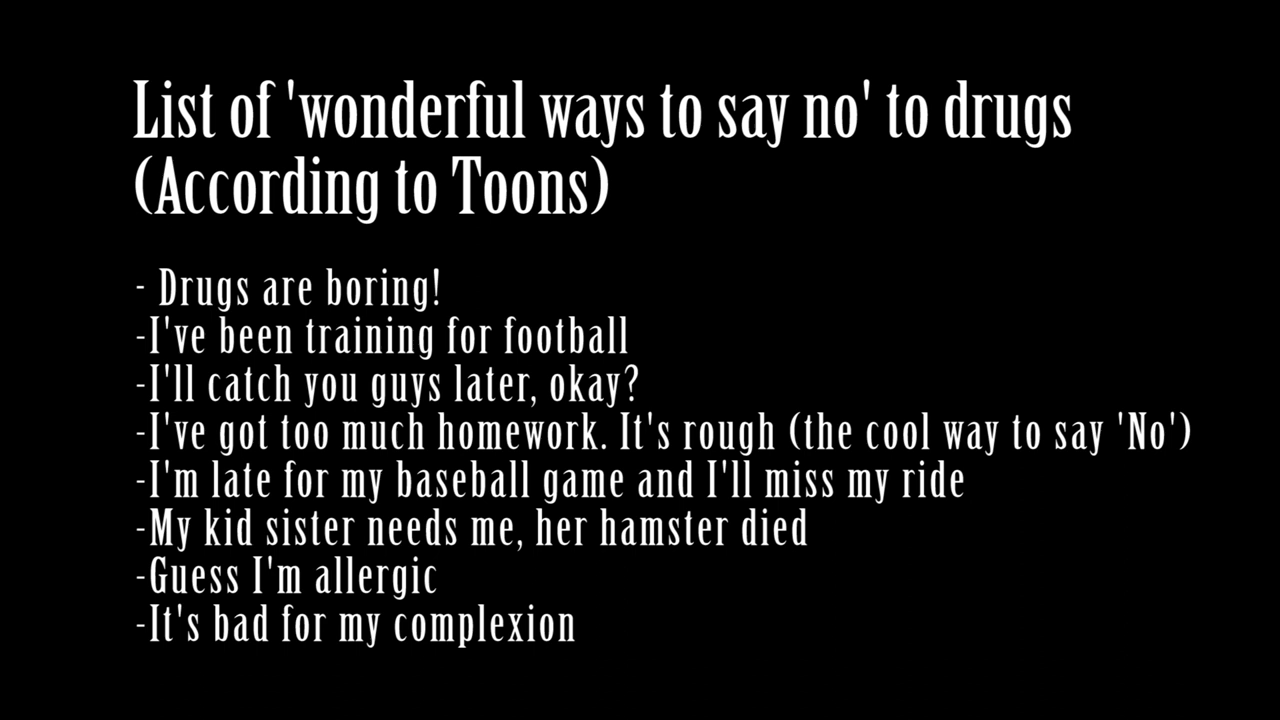 List of 'wonderful ways to say no' to drugs
(According to Toons)
- Drugs are boring!
-I've been training for football
-I'll catch you guys later, okay?
-I've got too much homework. It's rough (the cool way to say 'No')
-I'm late for my baseball game and I'll miss my ride
-My kid sister needs me, her hamster died
-Guess I'm allergic
-It's bad for my complexion